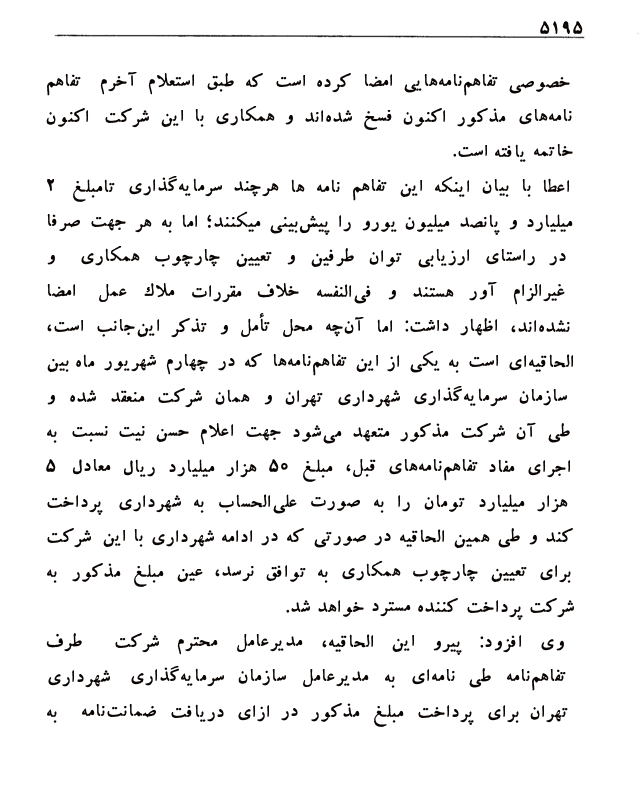 ۵۱۹۵
خصوصی تفاهم‌نامه‌هایی امضا کرده است که طبق استعلام آخرم تفاهم
نامه‌های مذکور اکنون فسخ شده‌اند و همکاری با این شرکت اکنون
خاتمه یافته است.
اعطا با بیان اینکه این تفاهم نامه ها هرچند سرمایه‌گذاری تامبلغ ۲
میلیارد و پانصد میلیون یورو را پیش‌بینی میکنند؛ اما به هر جهت صرفا
در راستای ارزیابی توان طرفین و تعیین چارچوب همکاری و
غیرالزام آور هستند و فی‌النفسه خلاف مقررات ملاك عمل امضا
نشده‌اند، اظهار داشت: اما آن‌چه محل تأمل و تذکر این‌جانب است،
الحاقیه‌ای است به یکی از این تفاهم‌نامه‌ها که در چهارم شهریور ماه بین
سازمان سرمایه‌گذاری شهرداری تهران و همان شرکت منعقد شده و
طی آن شرکت مذکور متعهد می‌شود جهت اعلام حسن نیت نسبت به
اجرای مفاد تفاهم‌نامه‌های قبل، مبلغ ۵۰ هزار میلیارد ریال معادل ۵
هزار میلیارد تومان را به صورت علی‌الحساب به شهرداری پرداخت
کند و طی همین الحاقیه در صورتی که در ادامه شهرداری با این شرکت
برای تعیین چارچوب همکاری به توافق نرسد، عین مبلغ مذکور به
شرکت پرداخت کننده مسترد خواهد شد.
وی افزود: پیرو این الحاقیه، مدیرعامل محترم شرکت طرف
تفاهم‌نامه طی نامه‌ای به مدیرعامل سازمان سرمایه‌گذاری شهرداری
تهران برای پرداخت مبلغ مذکور در ازای دریافت ضمانت‌نامه به